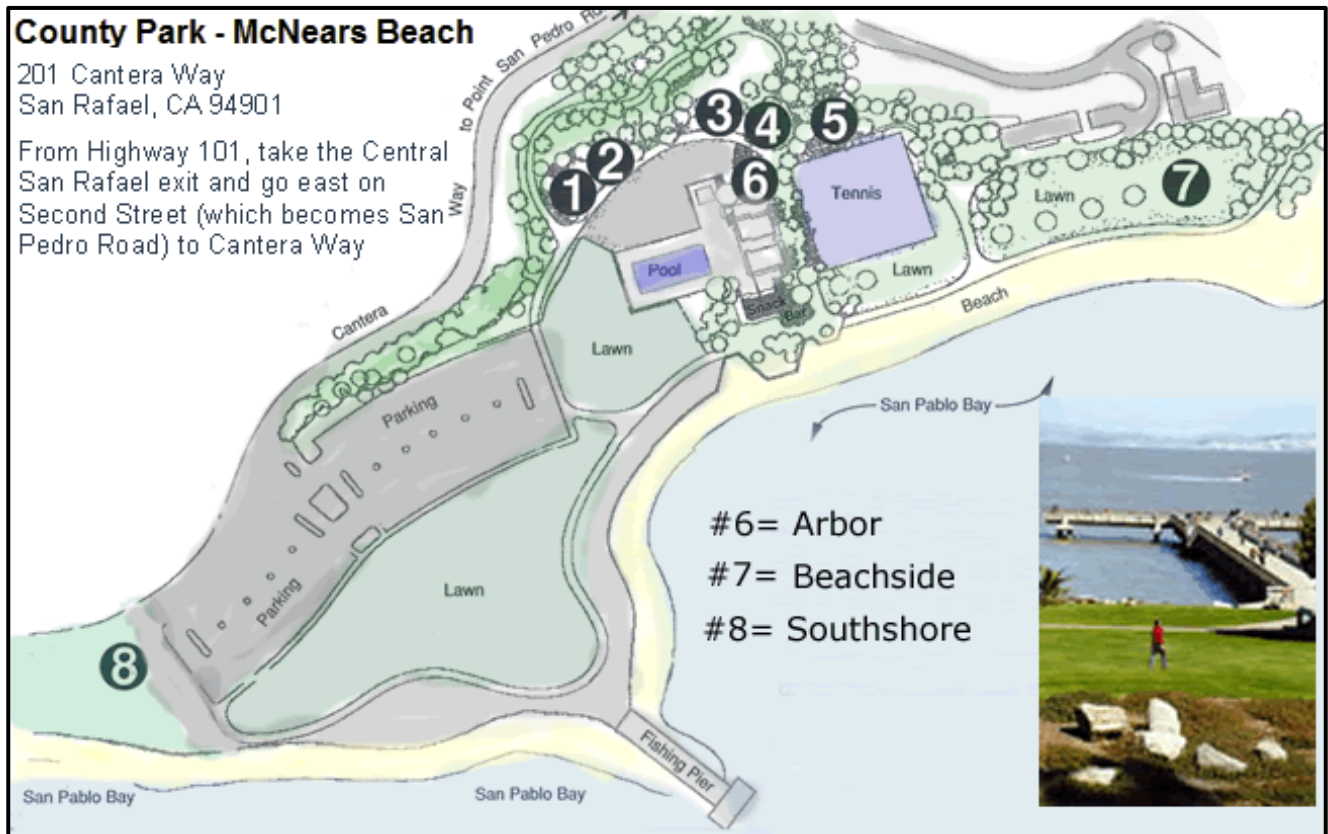 County Park - McNears Beach
201 Cantera Way
San Rafael, CA 94901
From Highway 101, take the Central
San Rafael exit and go east on
Second Street (which becomes San
Pedro Road) to Cantera Way
Cantera Way to Point San Pedro Road
1
2
3
4
5
6
7
8
Tennis
Lawn
Pool
Lawn
Snack
Bar
Beach
Lawn
Parking
San Pablo Bay
Parking
Lawn
#6= Arbor
#7= Beachside
#8= Southshore
Fishing Pier
San Pablo Bay
San Pablo Bay